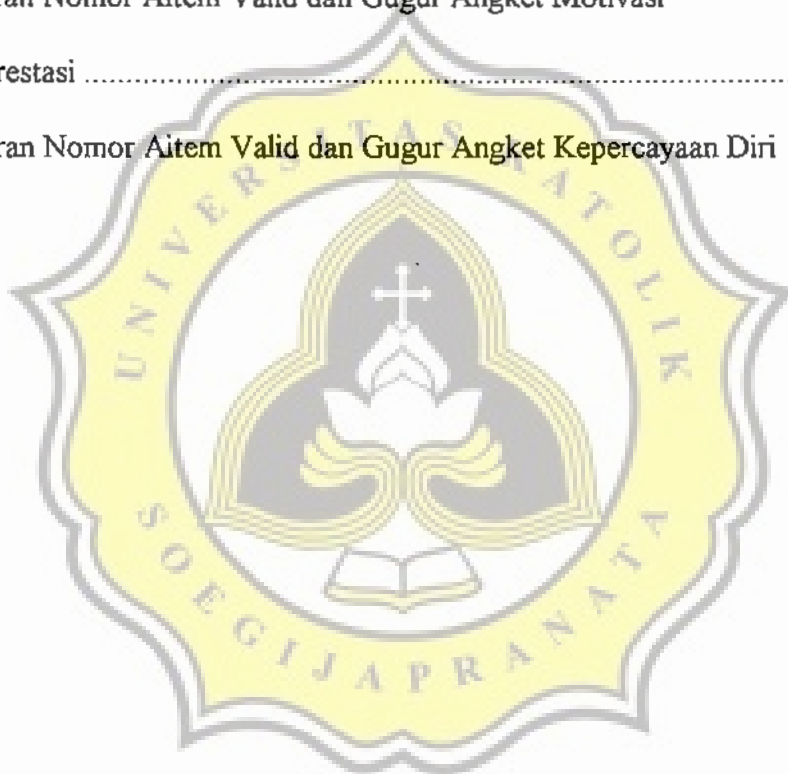 ran Nomor Aitem Valid dan Gugur Angket Motivasi
restasi ........................................................................
ran Nomor Aitem Valid dan Gugur Angket Kepercayaan Diri
UNIVERSITAS KATOLIK
SOEGIJAPRANATA